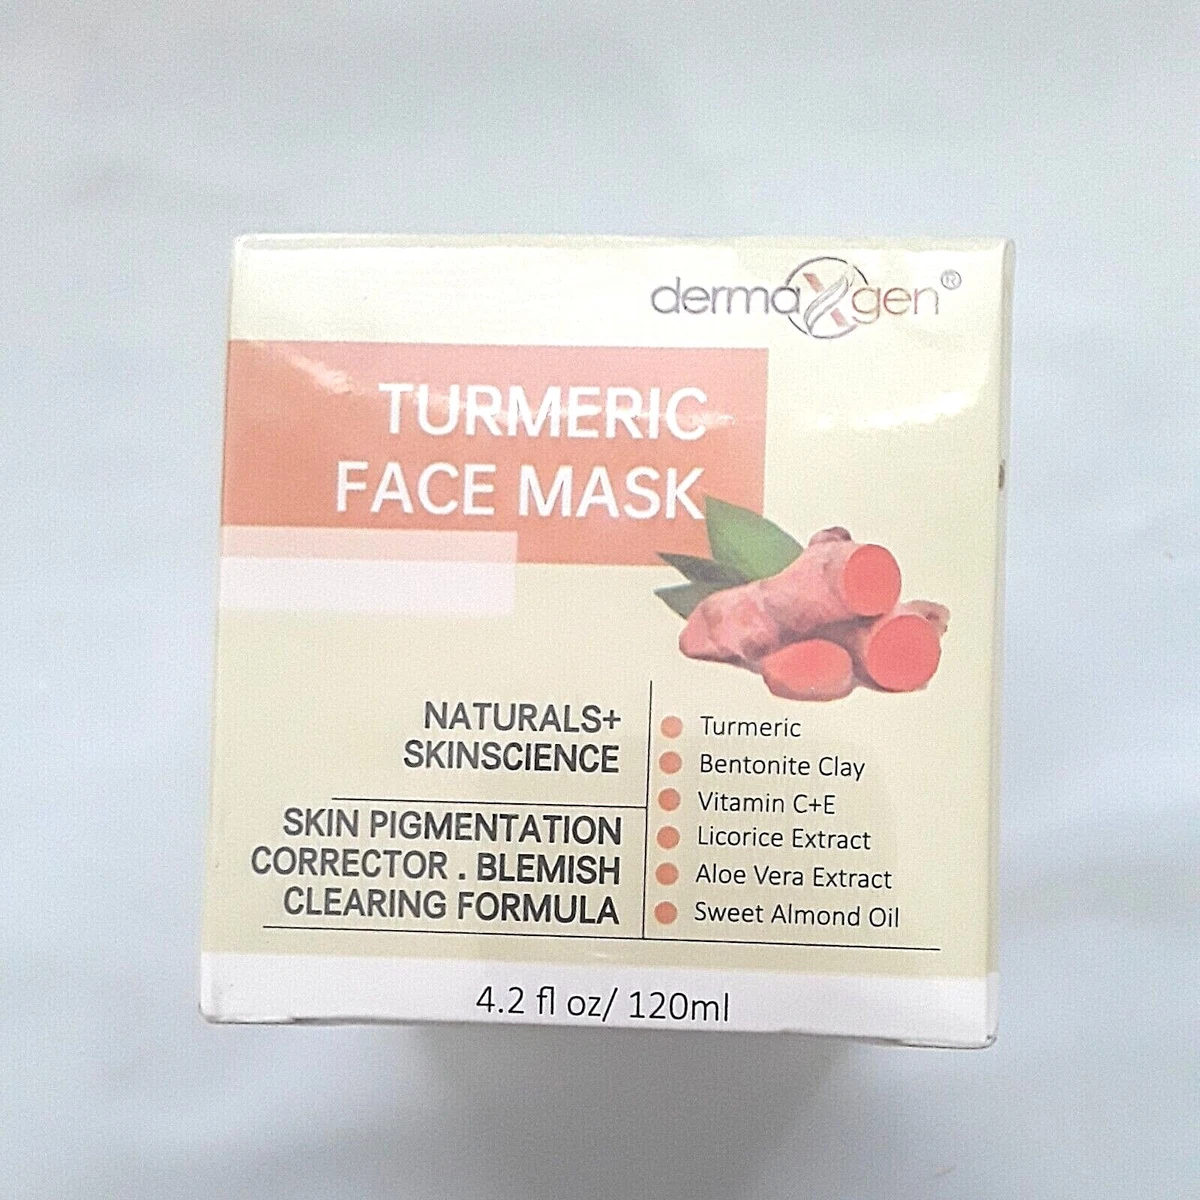 dermaXgen®
TURMERIC
FACE MASK
NATURALS+
SKINSCIENCE
SKIN PIGMENTATION
CORRECTOR . BLEMISH
CLEARING FORMULA
Turmeric
Bentonite Clay
Vitamin C+E
Licorice Extract
Aloe Vera Extract
Sweet Almond Oil
4.2 fl oz/ 120ml